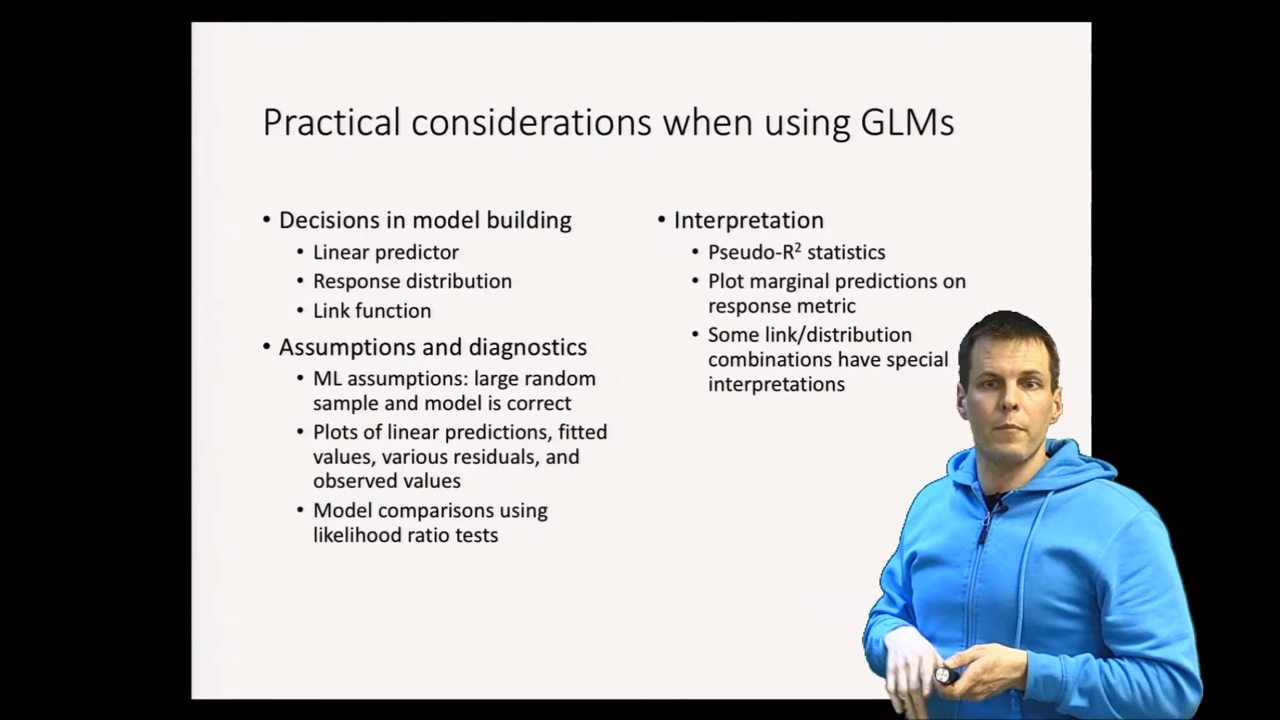 Practical considerations when using GLMs
• Decisions in model building
• Linear predictor
• Response distribution
• Link function
• Assumptions and diagnostics
• ML assumptions: large random
sample and model is correct
• Plots of linear predictions, fitted
values, various residuals, and
observed values
• Model comparisons using
likelihood ratio tests
• Interpretation
• Pseudo-R² statistics
• Plot marginal predictions on
response metric
• Some link/distribution
combinations have special
interpretations